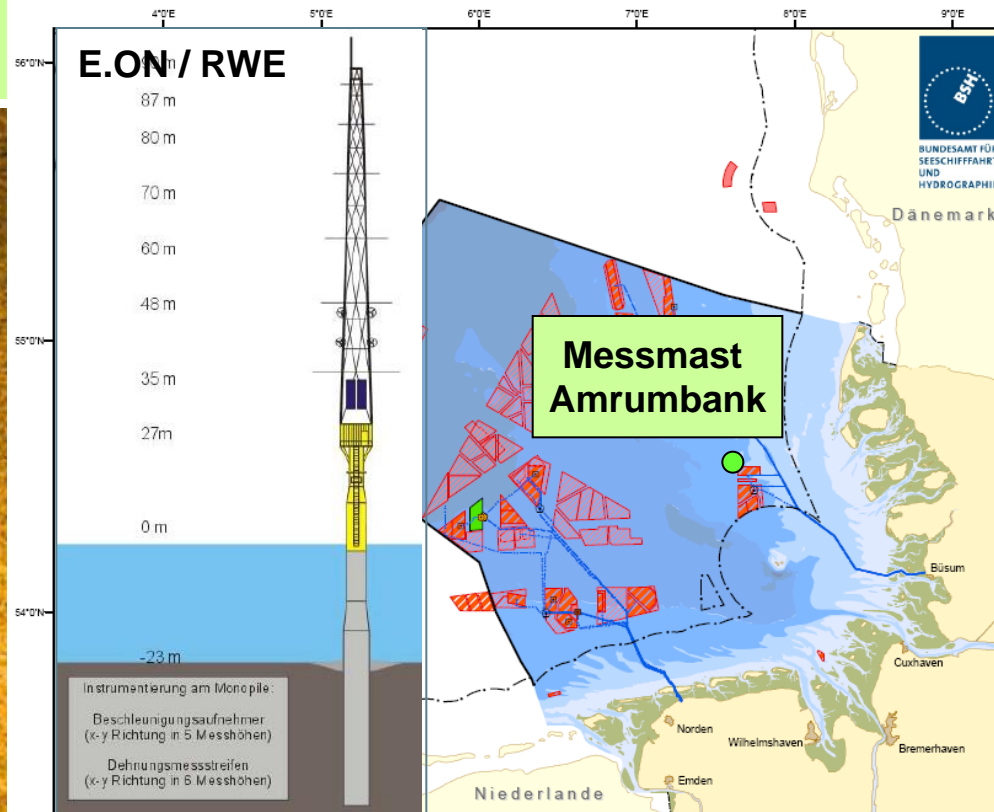 4°0'E 5°0'E 6°0'E 7°0'E 8°0'E 9°0'E
56°0'N
55°0'N
54°0'N
E.ON / RWE
87 m
80 m
70 m
60 m
48 m
35 m
27m
0 m
-23 m
Instrumentierung am Monopile:
Beschleunigungsaufnehmer
(x-y Richtung in 5 Messhöhen)
Dehnungsmessstreifen
(x-y Richtung in 6 Messhöhen)
BSH
BUNDESAMT FÜR
SEESCHIFFFAHRT
UND
HYDROGRAPHIE
Dänemark
Messmast
Amrumbank
Büsum
Cuxhaven
Norden
Wilhelmshaven
Bremerhaven
Emden
Niederlande